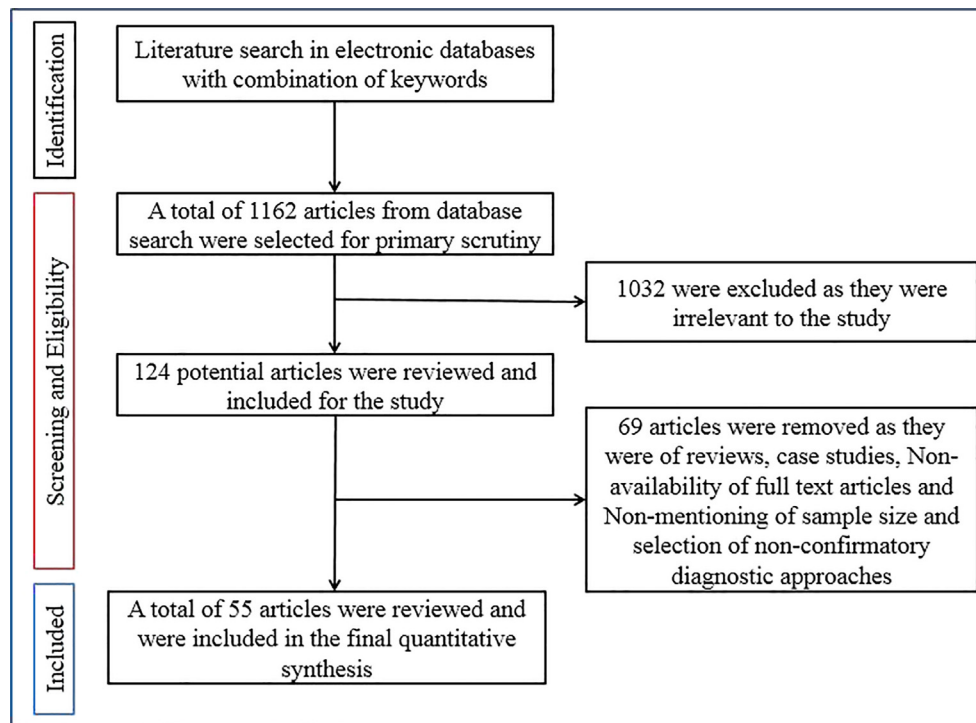 Identification
Literature search in electronic databases
with combination of keywords
Screening and Eligibility
A total of 1162 articles from database
search were selected for primary scrutiny
1032 were excluded as they were
irrelevant to the study
124 potential articles were reviewed and
included for the study
69 articles were removed as they
were of reviews, case studies, Non-
availability of full text articles and
Non-mentioning of sample size and
selection of non-confirmatory
diagnostic approaches
Included
A total of 55 articles were reviewed and
were included in the final quantitative
synthesis